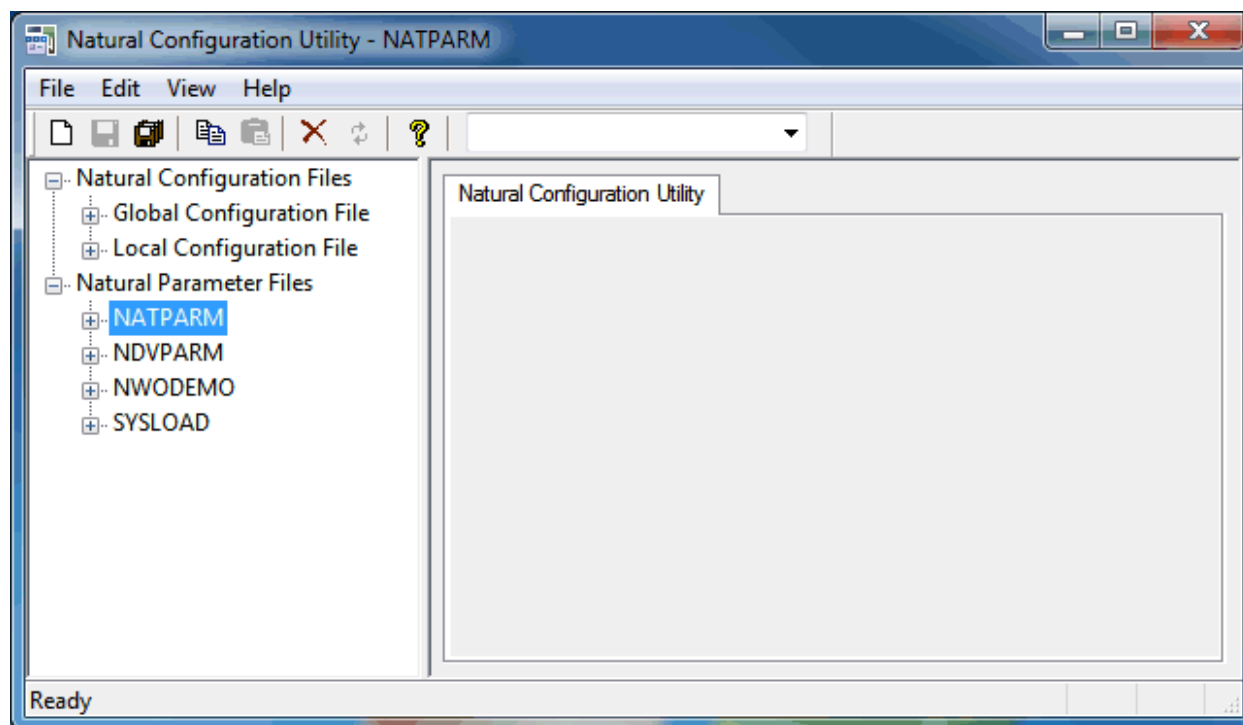 Natural Configuration Utility - NATPARM
File Edit View Help
Natural Configuration Files
Global Configuration File
Local Configuration File
Natural Parameter Files
NATPARM
NDVPARM
NWODEMO
SYSLOAD
Natural Configuration Utility
Ready